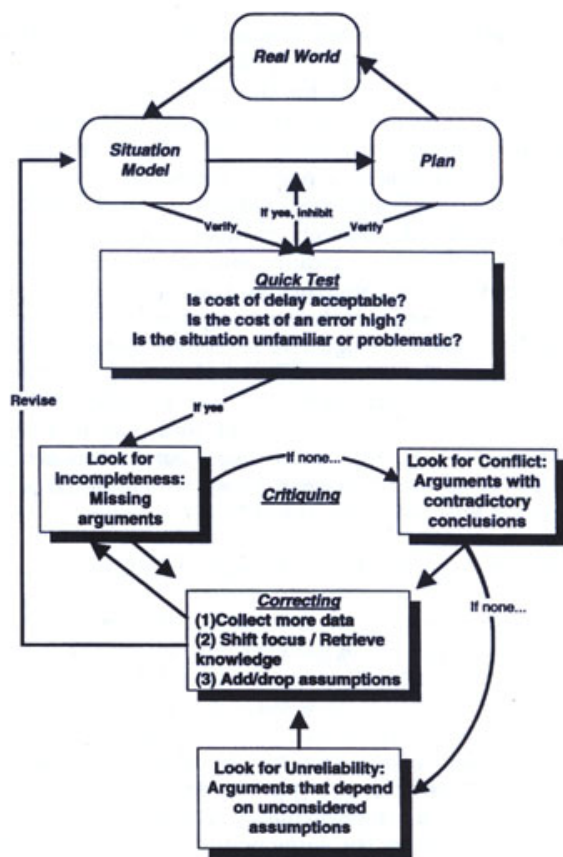 Real World
Situation
Model
Plan
If yes, inhibit
Verify
Verify
Quick Test
Is cost of delay acceptable?
Is the cost of an error high?
Is the situation unfamiliar or problematic?
Revise
If yes
Look for
Incompleteness:
Missing
arguments
If none...
Critiquing
Look for Conflict:
Arguments with
contradictory
conclusions
If none...
Correcting
(1)Collect more data
(2) Shift focus / Retrieve
knowledge
(3) Add/drop assumptions
Look for Unreliability:
Arguments that depend
on unconsidered
assumptions